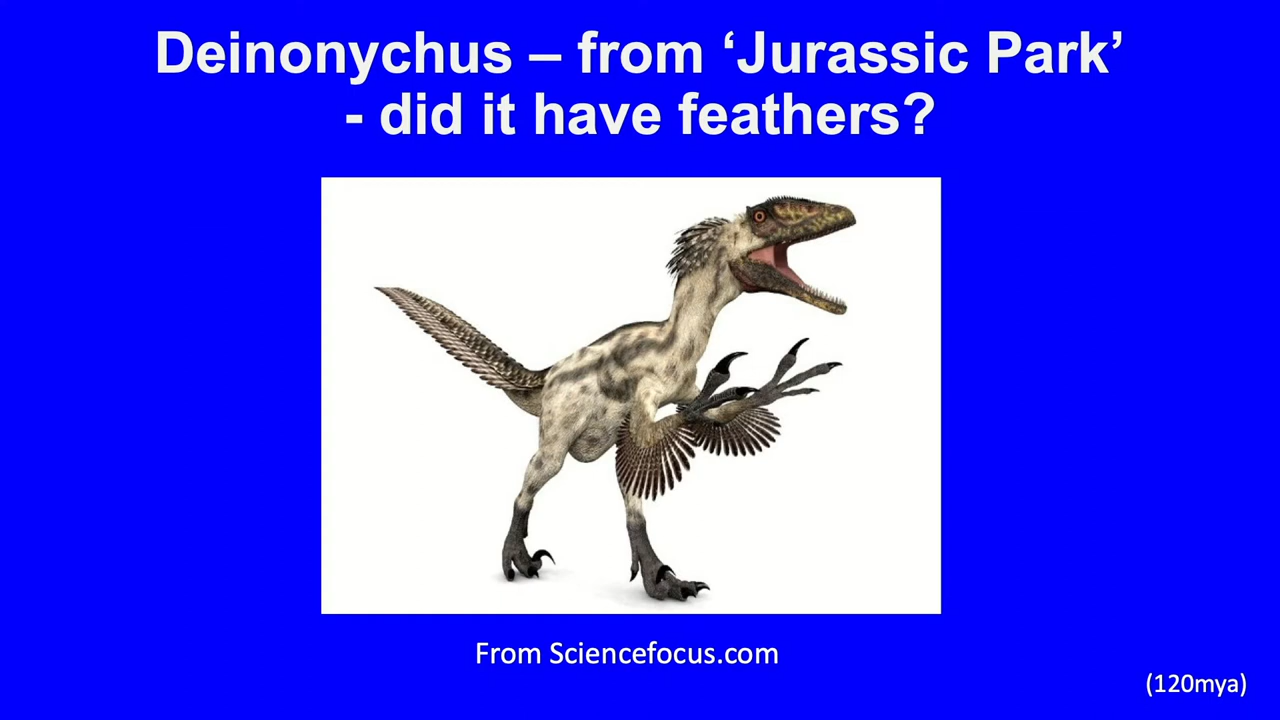 Deinonychus – from ‘Jurassic Park’
- did it have feathers?
From Sciencefocus.com
(120mya)